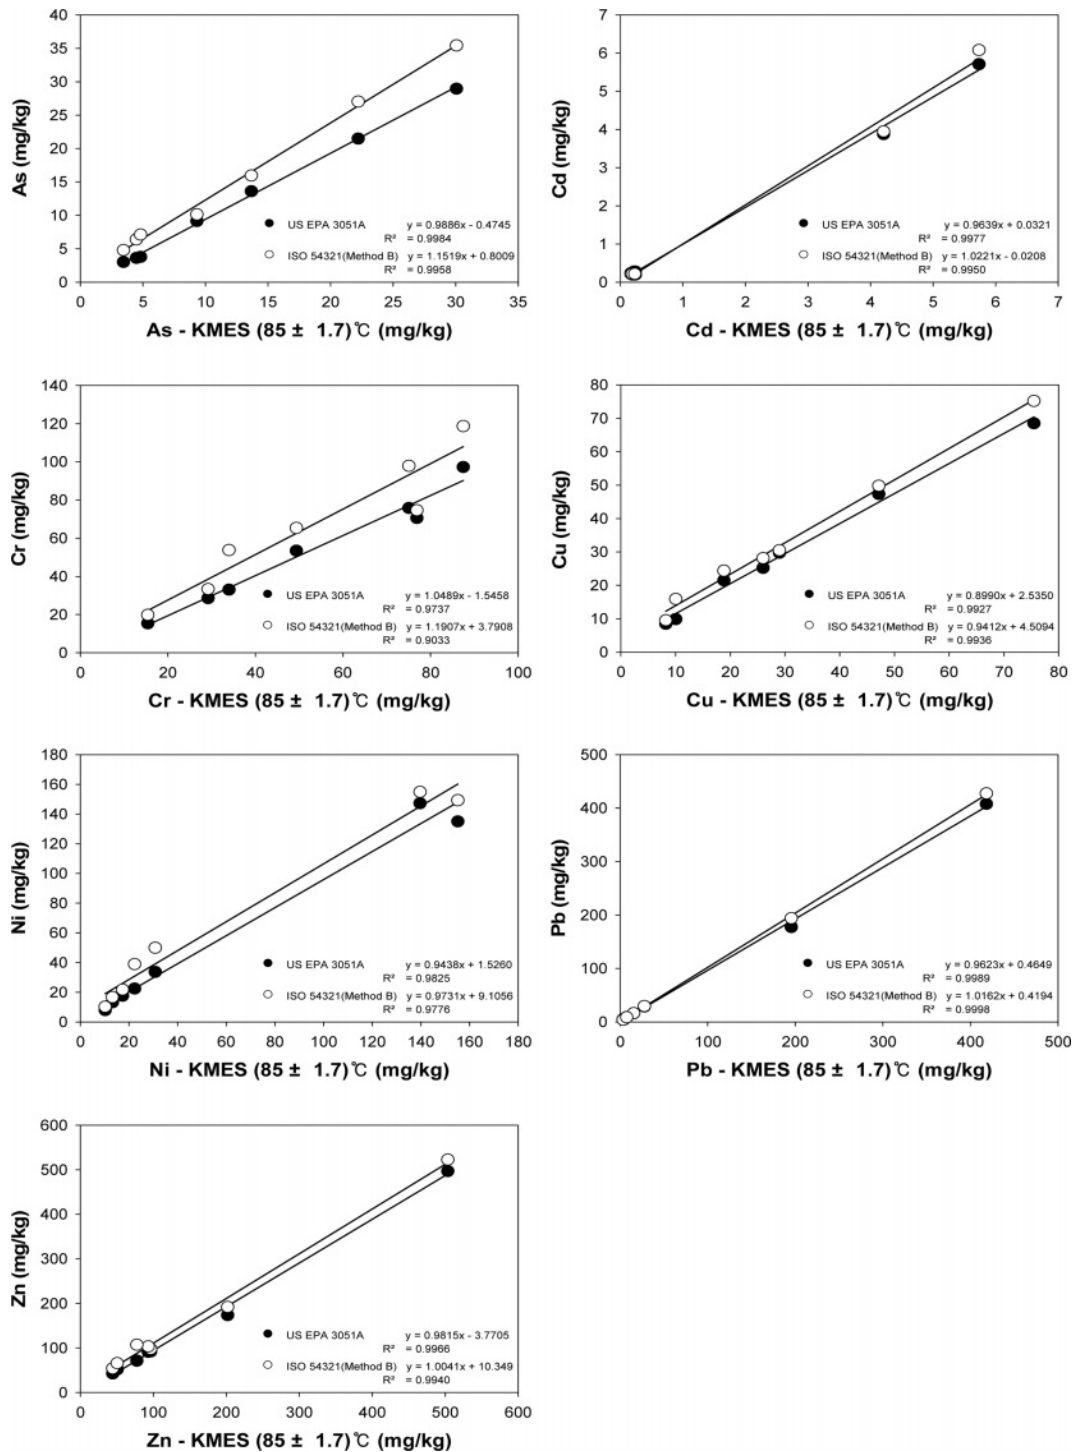 40
35
30
25
20
15
10
5
0
As (mg/kg)
US EPA 3051A y = 0.9886x - 0.4745
R² = 0.9984
ISO 54321(Method B) y = 1.1519x + 0.8009
R² = 0.9958
0 5 10 15 20 25 30 35
As - KMES (85 ± 1.7)℃ (mg/kg)
7
6
5
4
3
2
1
0
Cd (mg/kg)
US EPA 3051A y = 0.9639x + 0.0321
R² = 0.9977
ISO 54321(Method B) y = 1.0221x - 0.0208
R² = 0.9950
0 1 2 3 4 5 6 7
Cd - KMES (85 ± 1.7)℃ (mg/kg)
140
120
100
80
60
40
20
0
Cr (mg/kg)
US EPA 3051A y = 1.0489x - 1.5458
R² = 0.9737
ISO 54321(Method B) y = 1.1907x + 3.7908
R² = 0.9033
0 20 40 60 80 100
Cr - KMES (85 ± 1.7)℃ (mg/kg)
80
70
60
50
40
30
20
10
0
Cu (mg/kg)
US EPA 3051A y = 0.8990x + 2.5350
R² = 0.9927
ISO 54321(Method B) y = 0.9412x + 4.5094
R² = 0.9936
0 10 20 30 40 50 60 70 80
Cu - KMES (85 ± 1.7)℃ (mg/kg)
180
160
140
120
100
80
60
40
20
0
Ni (mg/kg)
US EPA 3051A y = 0.9438x + 1.5260
R² = 0.9825
ISO 54321(Method B) y = 0.9731x + 9.1056
R² = 0.9776
0 20 40 60 80 100 120 140 160 180
Ni - KMES (85 ± 1.7)℃ (mg/kg)
500
400
300
200
100
0
Pb (mg/kg)
US EPA 3051A y = 0.9623x + 0.4649
R² = 0.9989
ISO 54321(Method B) y = 1.0162x + 0.4194
R² = 0.9998
0 100 200 300 400 500
Pb - KMES (85 ± 1.7)℃ (mg/kg)
600
500
400
300
200
100
0
Zn (mg/kg)
US EPA 3051A y = 0.9815x - 3.7705
R² = 0.9966
ISO 54321(Method B) y = 1.0041x + 10.349
R² = 0.9940
0 100 200 300 400 500 600
Zn - KMES (85 ± 1.7)℃ (mg/kg)